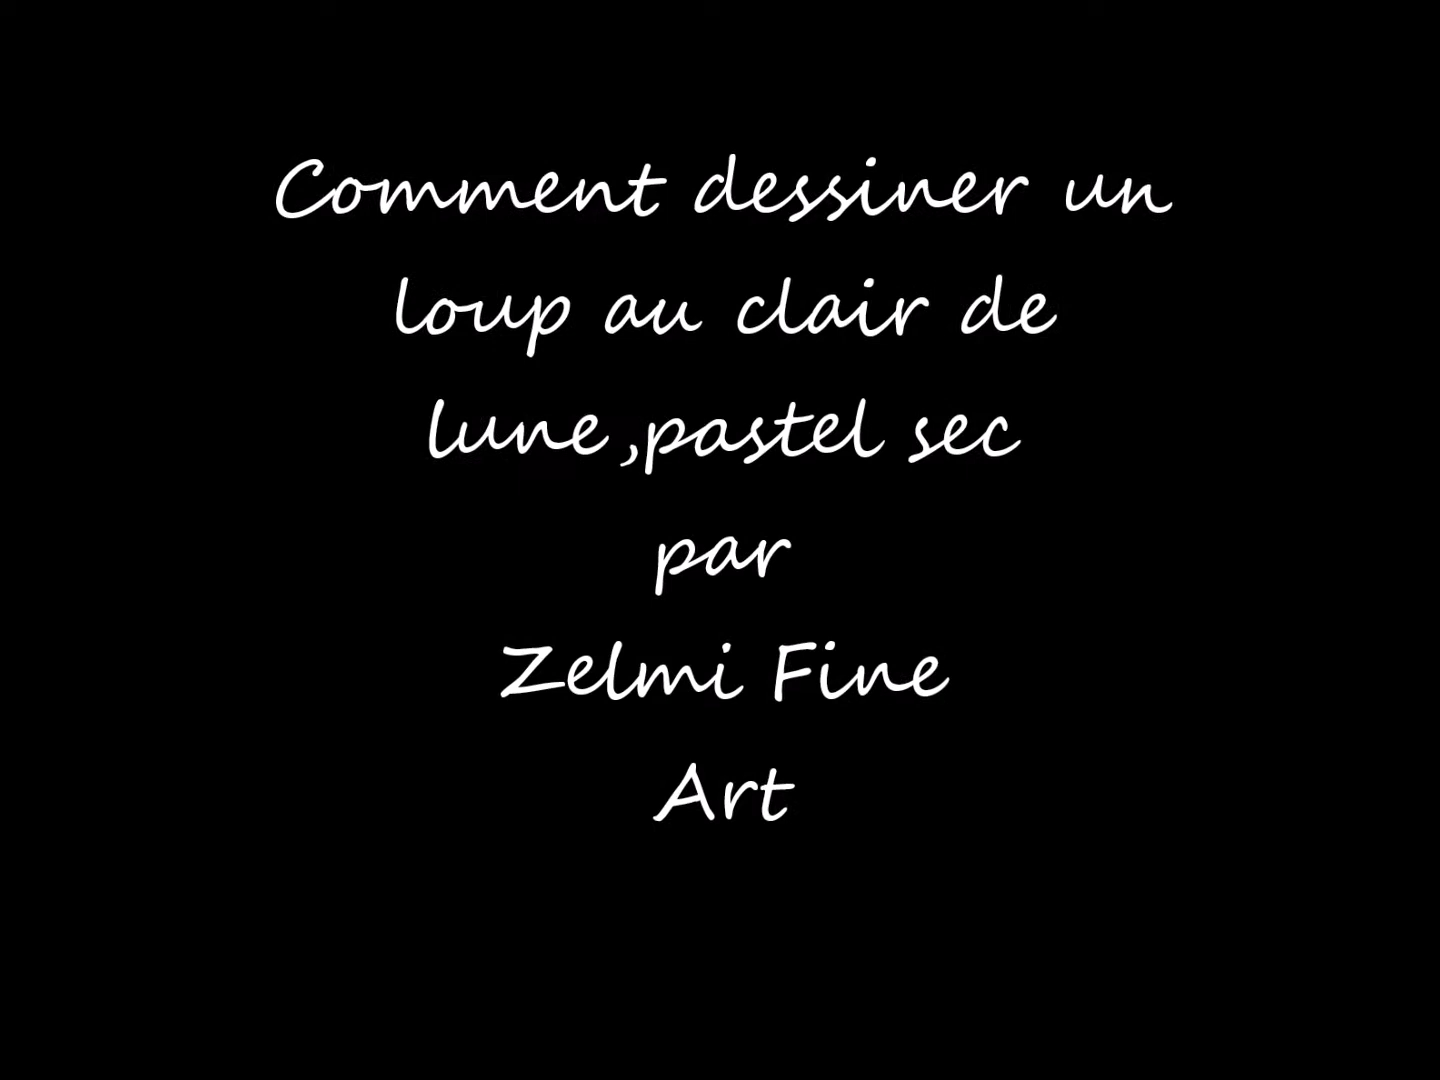 Comment dessiner un
loup au clair de
lune,pastel sec
par
Zelmi Fine
Art